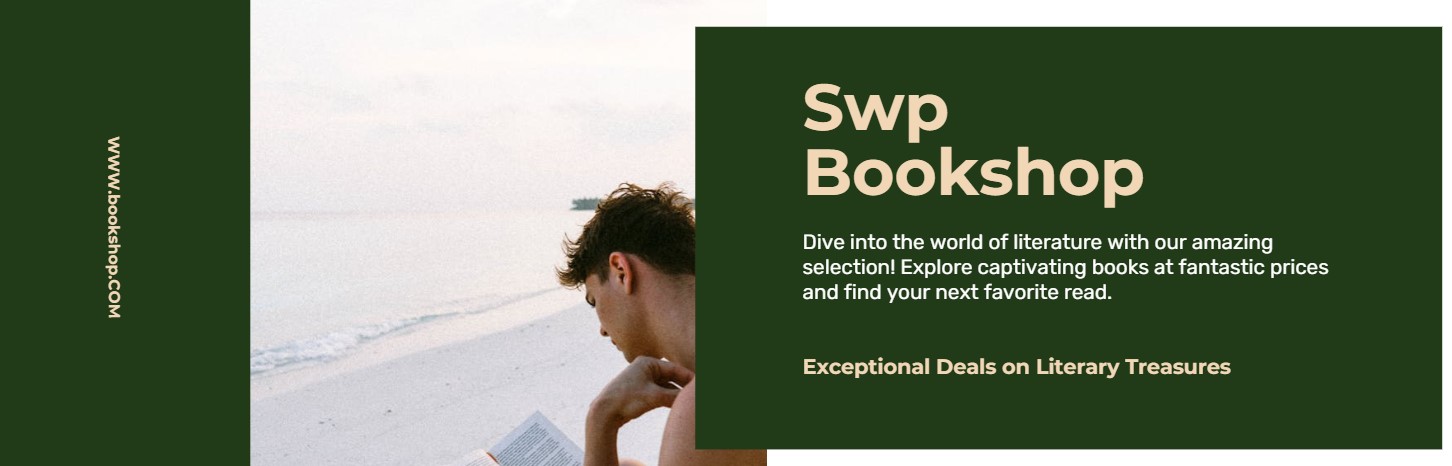 WWW.bookshop.COM
Swp
Bookshop
Dive into the world of literature with our amazing
selection! Explore captivating books at fantastic prices
and find your next favorite read.
Exceptional Deals on Literary Treasures